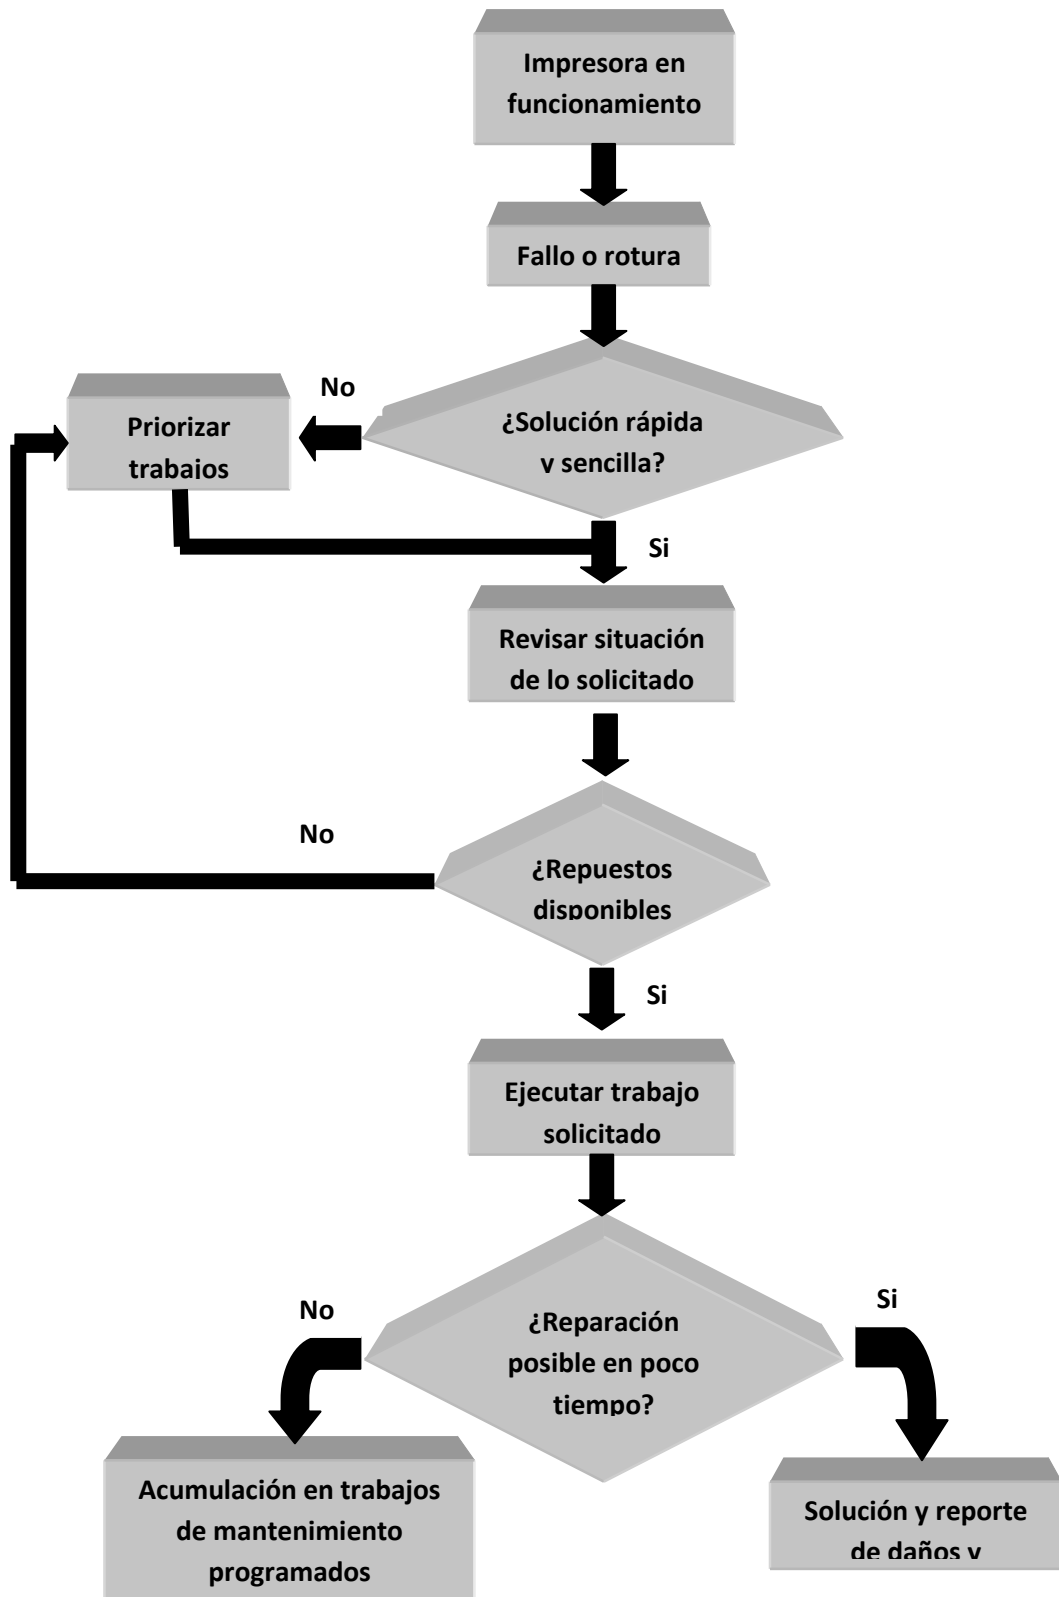 Impresora en
funcionamiento
Fallo o rotura
No
¿Solución rápida
y sencilla?
Priorizar
trabajos
Si
Revisar situación
de lo solicitado
No
¿Repuestos
disponibles
Si
Ejecutar trabajo
solicitado
No
Si
¿Reparación
posible en poco
tiempo?
Acumulación en trabajos
de mantenimiento
programados
Solución y reporte
de daños y